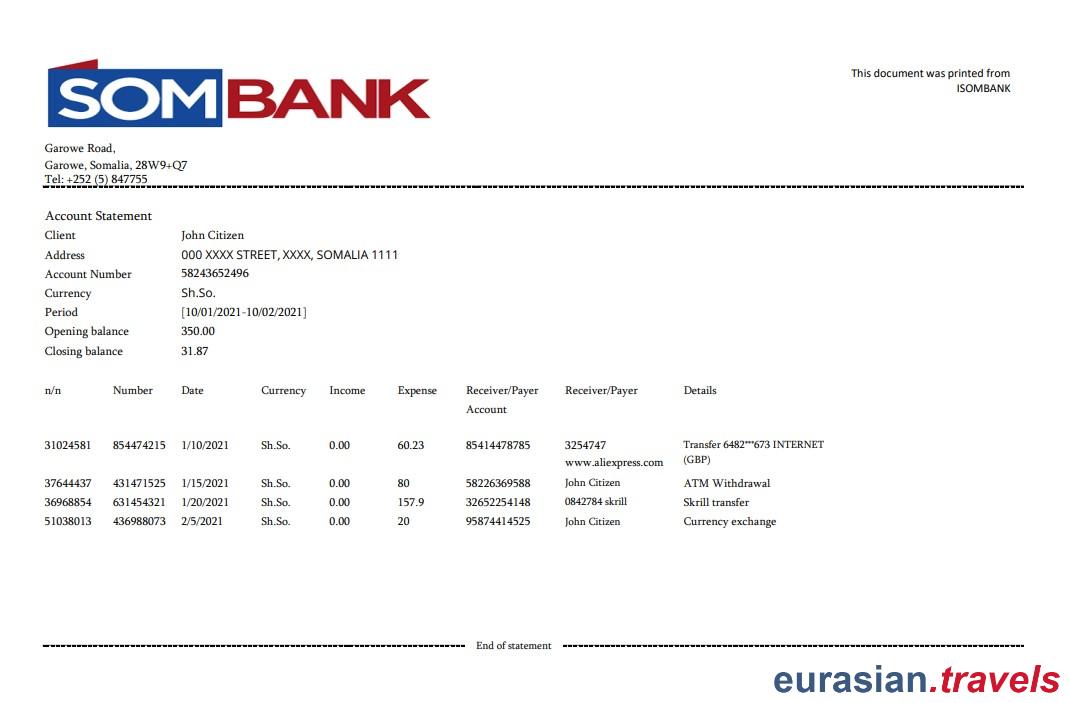 SOMBANK
This document was printed from
ISOMBANK
Garowe Road,
Garowe, Somalia, 28W9+Q7
Tel: +252 (5) 847755
Account Statement
Client John Citizen
Address 000 XXXX STREET, XXXX, SOMALIA 1111
Account Number 58243652496
Currency Sh.So.
Period [10/01/2021-10/02/2021]
Opening balance 350.00
Closing balance 31.87
n/n Number Date Currency Income Expense Receiver/Payer Receiver/Payer Details
Account
31024581 854474215 1/10/2021 Sh.So. 0.00 60.23 85414478785 3254747 Transfer 6482***673 INTERNET
www.aliexpress.com (GBP)
37644437 431471525 1/15/2021 Sh.So. 0.00 80 58226369588 John Citizen ATM Withdrawal
36968854 631454321 1/20/2021 Sh.So. 0.00 157.9 32652254148 0842784 skrill Skrill transfer
51038013 436988073 2/5/2021 Sh.So. 0.00 20 95874414525 John Citizen Currency exchange
End of statement
eurasian.travels